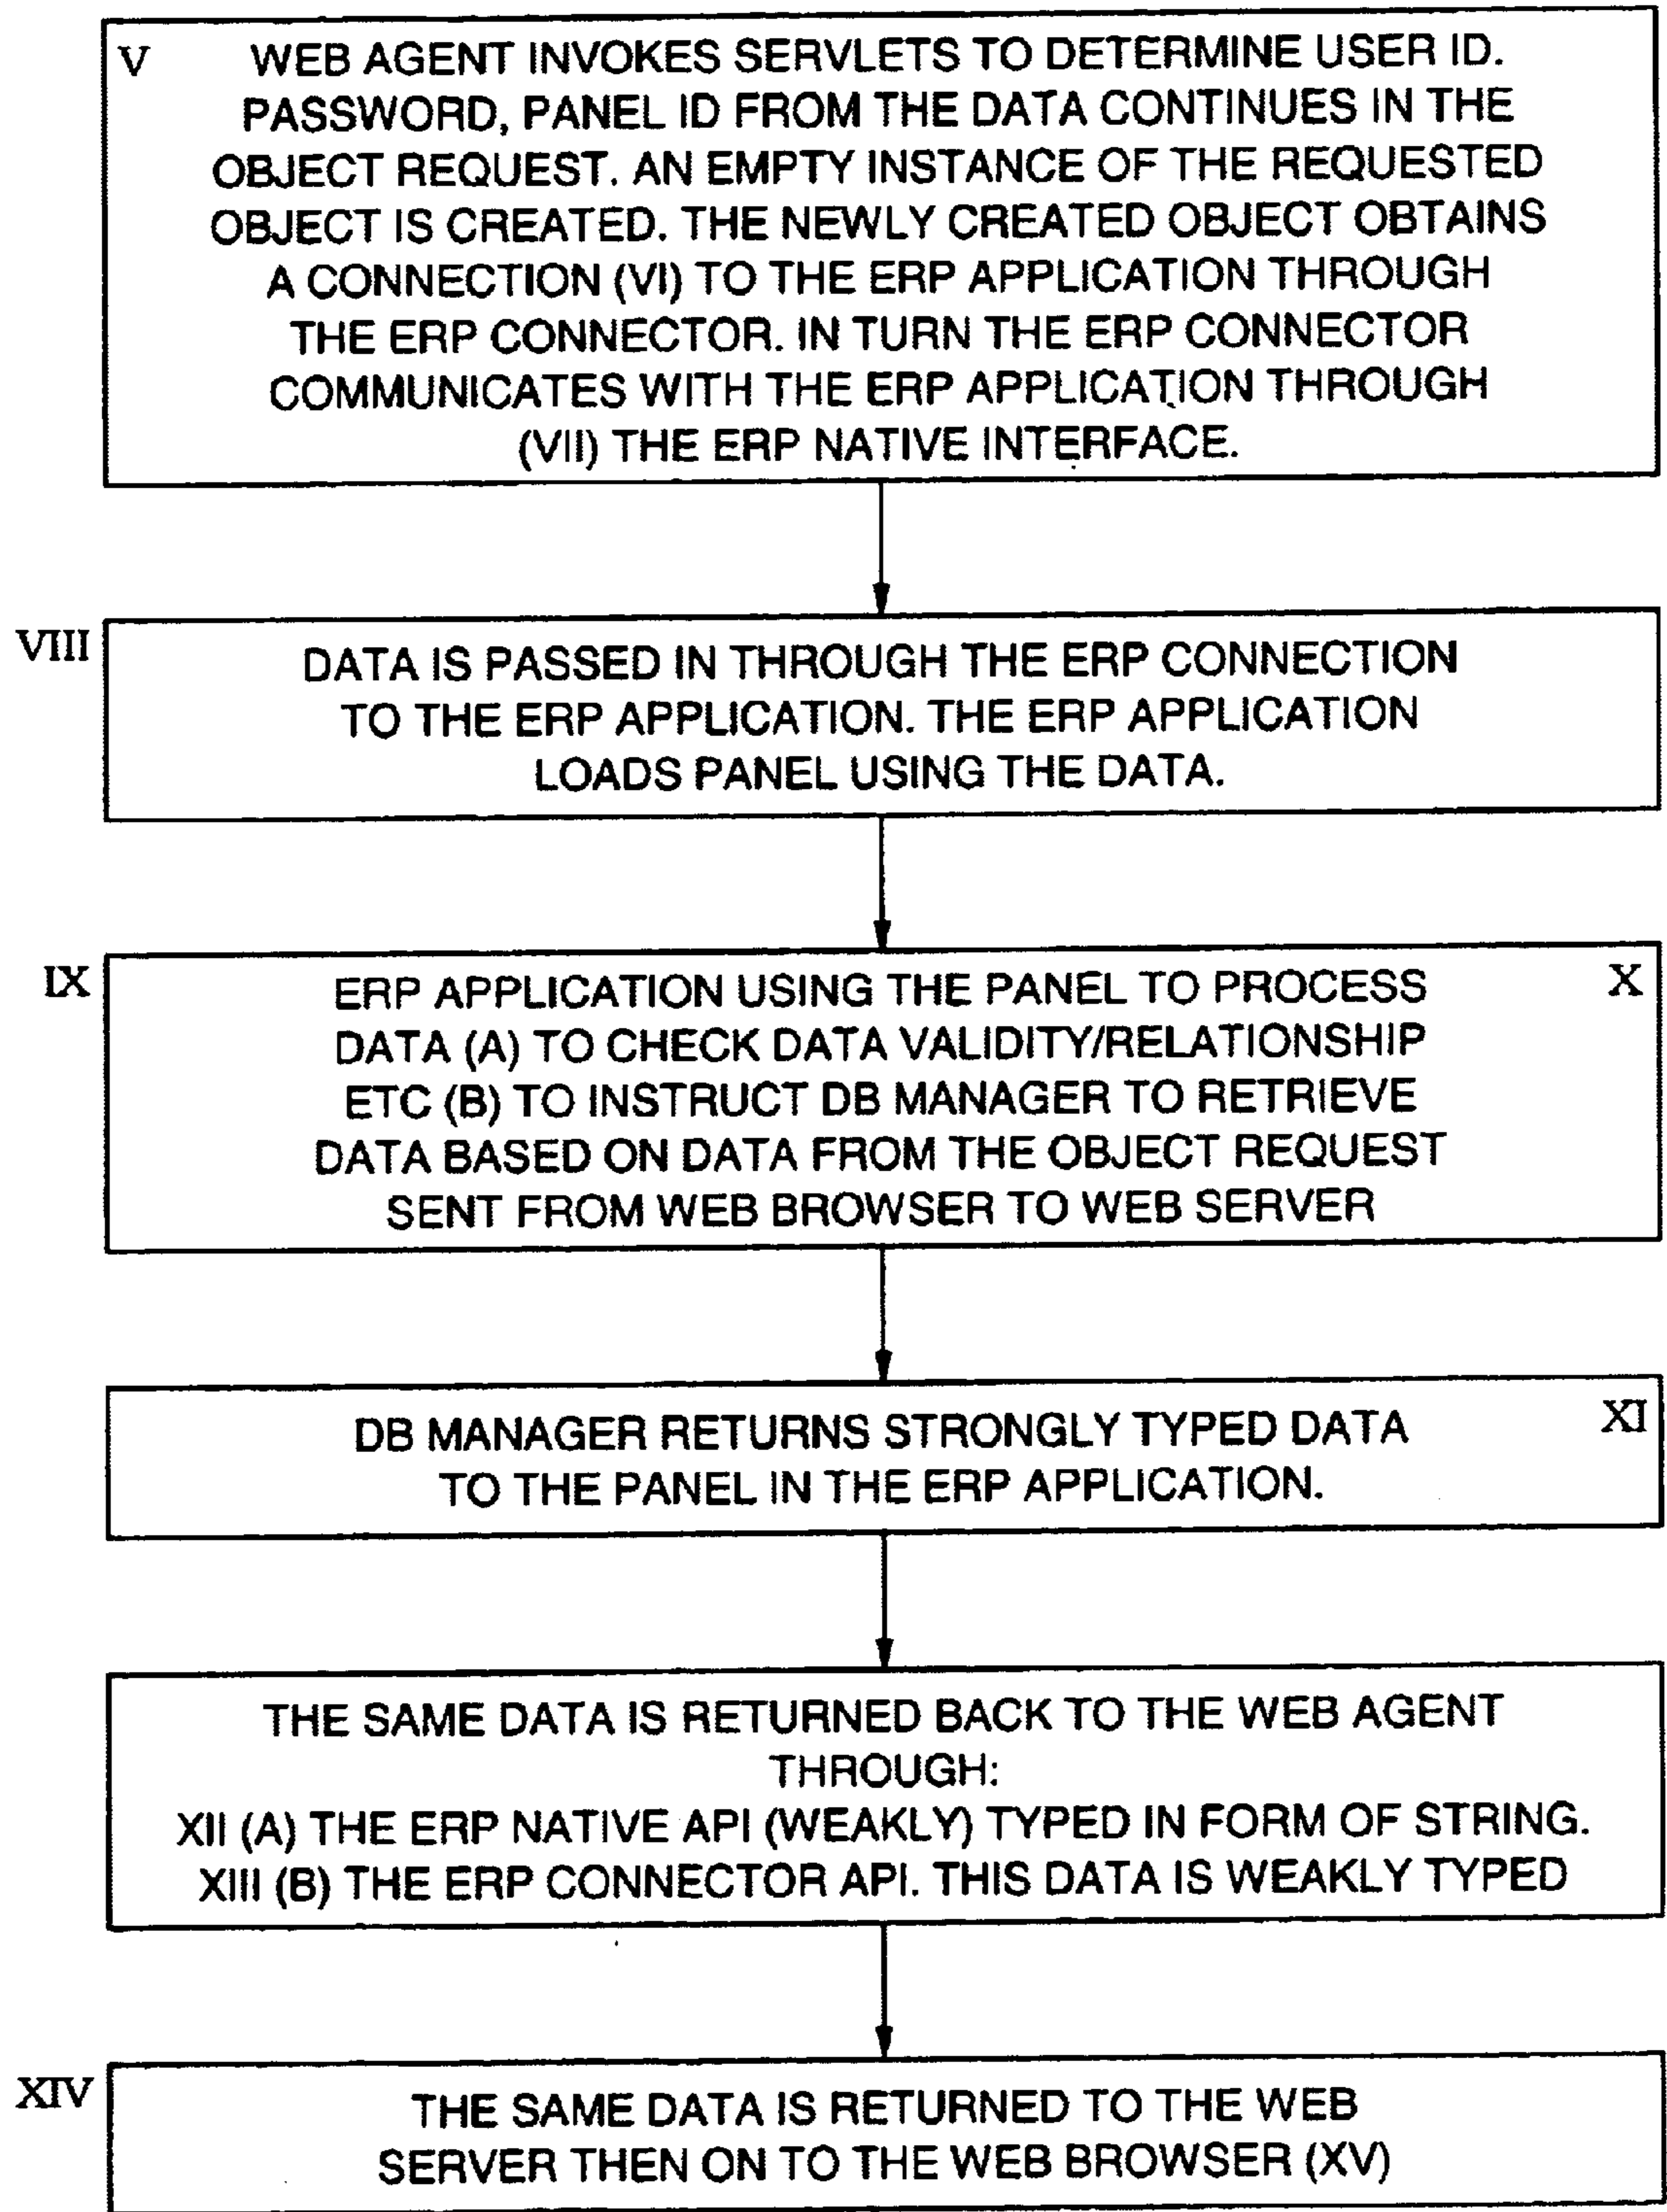 V WEB AGENT INVOKES SERVLETS TO DETERMINE USER ID.
PASSWORD, PANEL ID FROM THE DATA CONTINUES IN THE
OBJECT REQUEST. AN EMPTY INSTANCE OF THE REQUESTED
OBJECT IS CREATED. THE NEWLY CREATED OBJECT OBTAINS
A CONNECTION (VI) TO THE ERP APPLICATION THROUGH
THE ERP CONNECTOR. IN TURN THE ERP CONNECTOR
COMMUNICATES WITH THE ERP APPLICATION THROUGH
(VII) THE ERP NATIVE INTERFACE.
VIII
DATA IS PASSED IN THROUGH THE ERP CONNECTION
TO THE ERP APPLICATION. THE ERP APPLICATION
LOADS PANEL USING THE DATA.
IX
ERP APPLICATION USING THE PANEL TO PROCESS X
DATA (A) TO CHECK DATA VALIDITY/RELATIONSHIP
ETC (B) TO INSTRUCT DB MANAGER TO RETRIEVE
DATA BASED ON DATA FROM THE OBJECT REQUEST
SENT FROM WEB BROWSER TO WEB SERVER
DB MANAGER RETURNS STRONGLY TYPED DATA XI
TO THE PANEL IN THE ERP APPLICATION.
THE SAME DATA IS RETURNED BACK TO THE WEB AGENT
THROUGH:
XII (A) THE ERP NATIVE API (WEAKLY) TYPED IN FORM OF STRING.
XIII (B) THE ERP CONNECTOR API. THIS DATA IS WEAKLY TYPED
XIV
THE SAME DATA IS RETURNED TO THE WEB
SERVER THEN ON TO THE WEB BROWSER (XV)